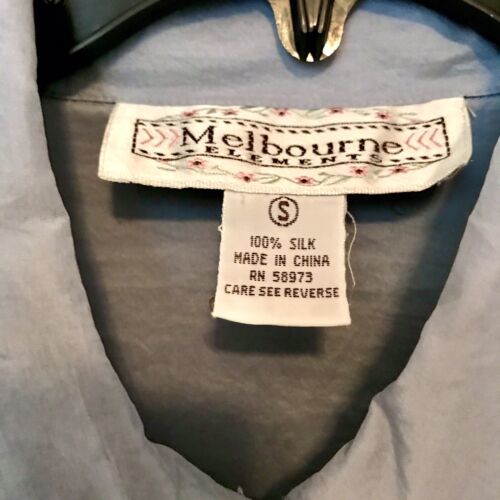 Melbourne
ELEMENTS
S
100% SILK
MADE IN CHINA
RN 58973
CARE SEE REVERSE